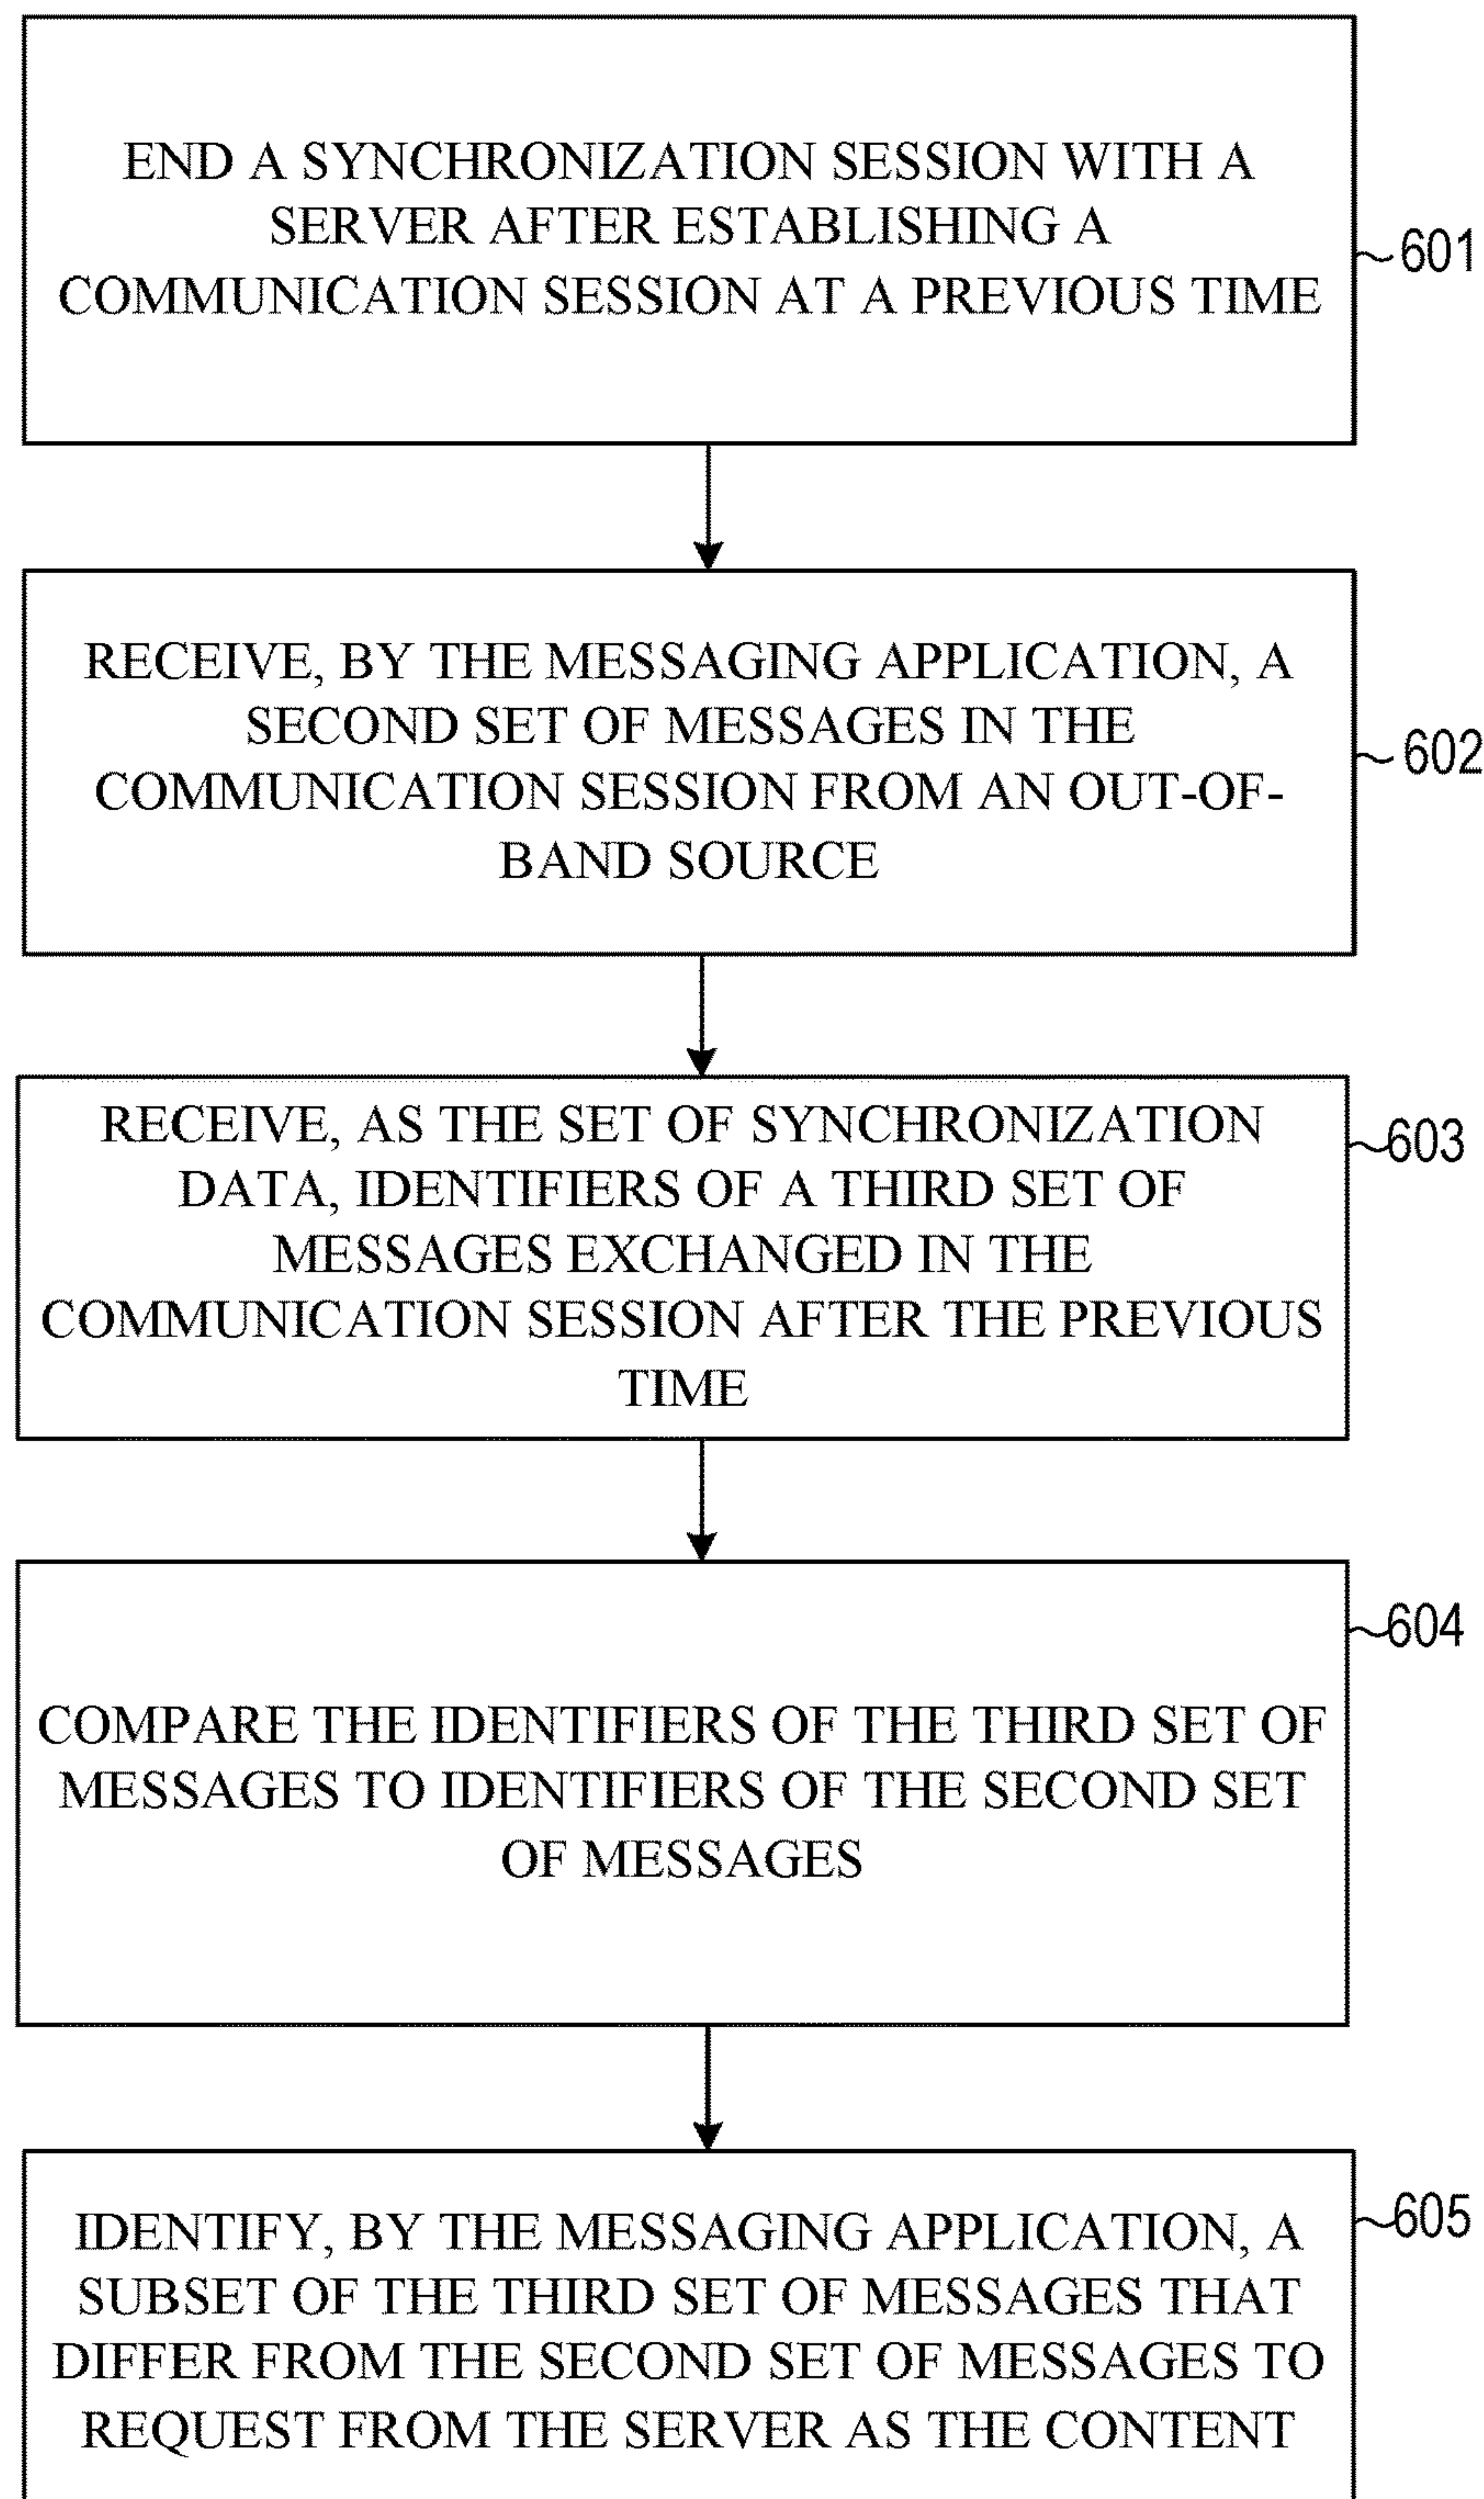 END A SYNCHRONIZATION SESSION WITH A
SERVER AFTER ESTABLISHING A
COMMUNICATION SESSION AT A PREVIOUS TIME
601
RECEIVE, BY THE MESSAGING APPLICATION, A
SECOND SET OF MESSAGES IN THE
COMMUNICATION SESSION FROM AN OUT-OF-
BAND SOURCE
602
RECEIVE, AS THE SET OF SYNCHRONIZATION
DATA, IDENTIFIERS OF A THIRD SET OF
MESSAGES EXCHANGED IN THE
COMMUNICATION SESSION AFTER THE PREVIOUS
TIME
603
COMPARE THE IDENTIFIERS OF THE THIRD SET OF
MESSAGES TO IDENTIFIERS OF THE SECOND SET
OF MESSAGES
604
IDENTIFY, BY THE MESSAGING APPLICATION, A
SUBSET OF THE THIRD SET OF MESSAGES THAT
DIFFER FROM THE SECOND SET OF MESSAGES TO
REQUEST FROM THE SERVER AS THE CONTENT
605